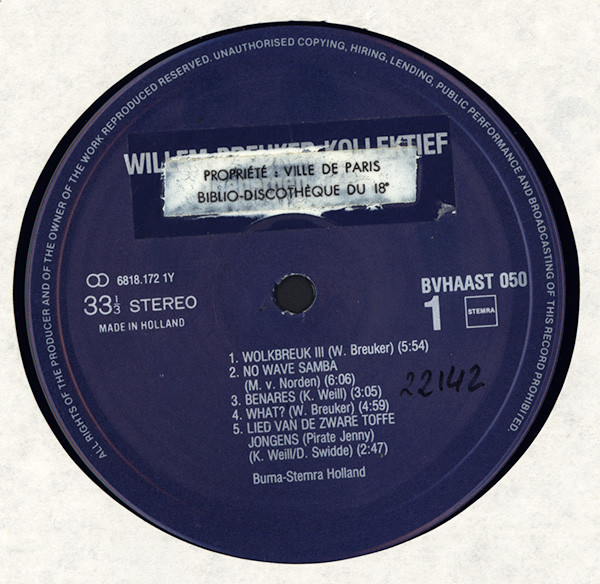 ALL RIGHTS OF THE PRODUCER AND OF THE OWNER OF THE WORK REPRODUCED RESERVED. UNAUTHORISED COPYING, HIRING, LENDING, PUBLIC PERFORMANCE AND BROADCASTING OF THIS RECORD PROHIBITED.
WILLEM BREUKER KOLLEKTIEF
PROPRIÉTÉ : VILLE DE PARIS
BIBLIO-DISCOTHÈQUE DU 18e
6818.172 1Y
33⅓ STEREO
MADE IN HOLLAND
BVHAAST 050
1 STEMRA
1. WOLKBREUK III (W. Breuker) (5:54)
2. NO WAVE SAMBA
(M. v. Norden) (6:06)
3. BENARES (K. Weill) (3:05)
4. WHAT? (W. Breuker) (4:59)
5. LIED VAN DE ZWARE TOFFE
JONGENS (Pirate Jenny)
(K. Weill/D. Swidde) (2:47)
22142
Buma-Stemra Holland